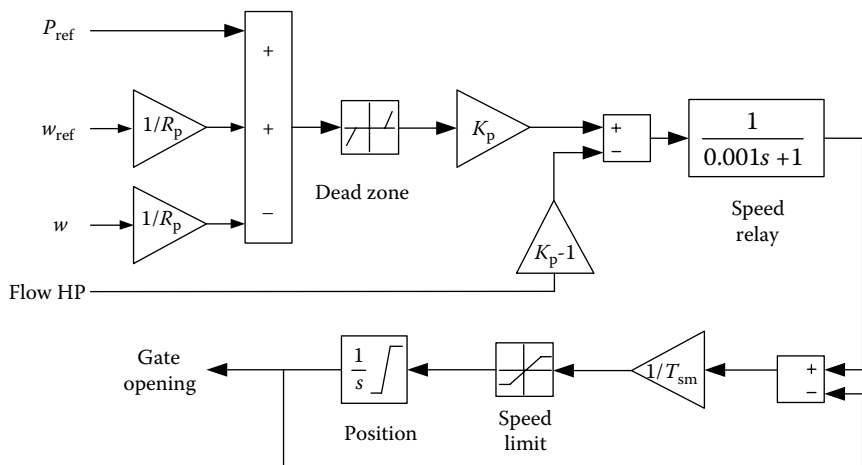 P_ref
+
w_ref
1/R_p
+
K_p
+
−
1
0.001s +1
Dead zone
w
1/R_p
−
Speed
relay
K_p-1
Flow HP
Gate
opening
1
s
1/T_sm
+
−
Position
Speed
limit